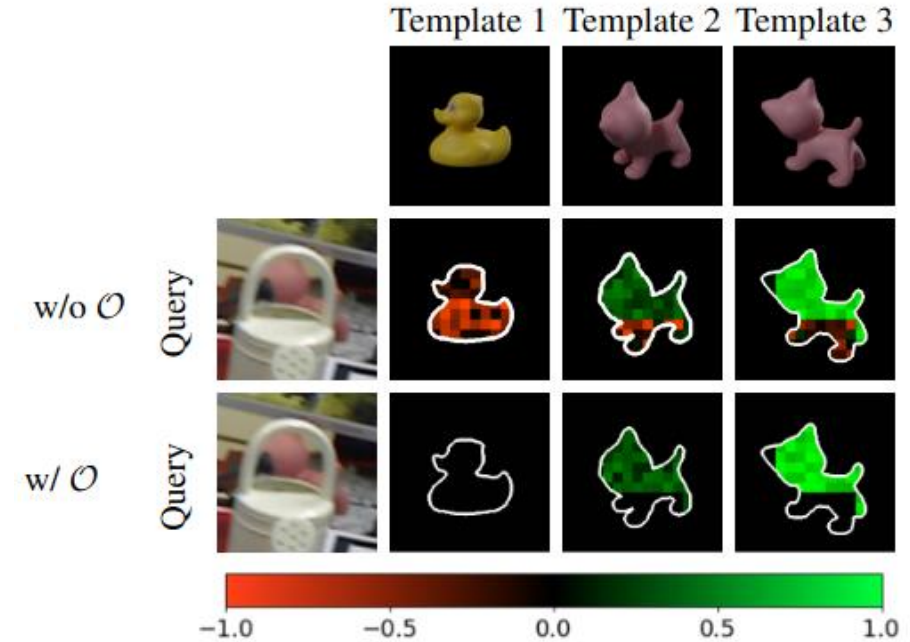 Template 1 Template 2 Template 3
w/o 𝒪
Query
w/ 𝒪
Query
−1.0 −0.5 0.0 0.5 1.0